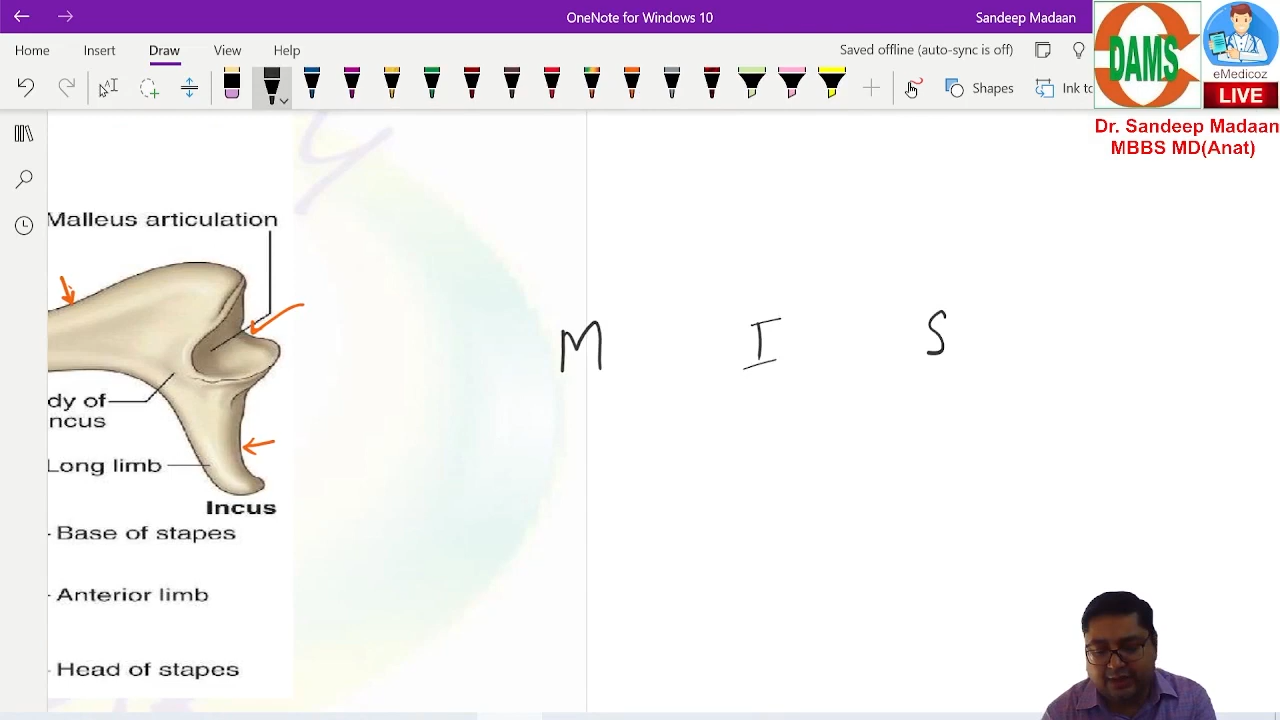 OneNote for Windows 10
Sandeep Madaan
Home Insert Draw View Help
Saved offline (auto-sync is off)
Shapes
Ink to
DAMS
eMedicoz
LIVE
Dr. Sandeep Madaan
MBBS MD(Anat)
Malleus articulation
dy of
ncus
Long limb
Incus
Base of stapes
Anterior limb
Head of stapes
M I S